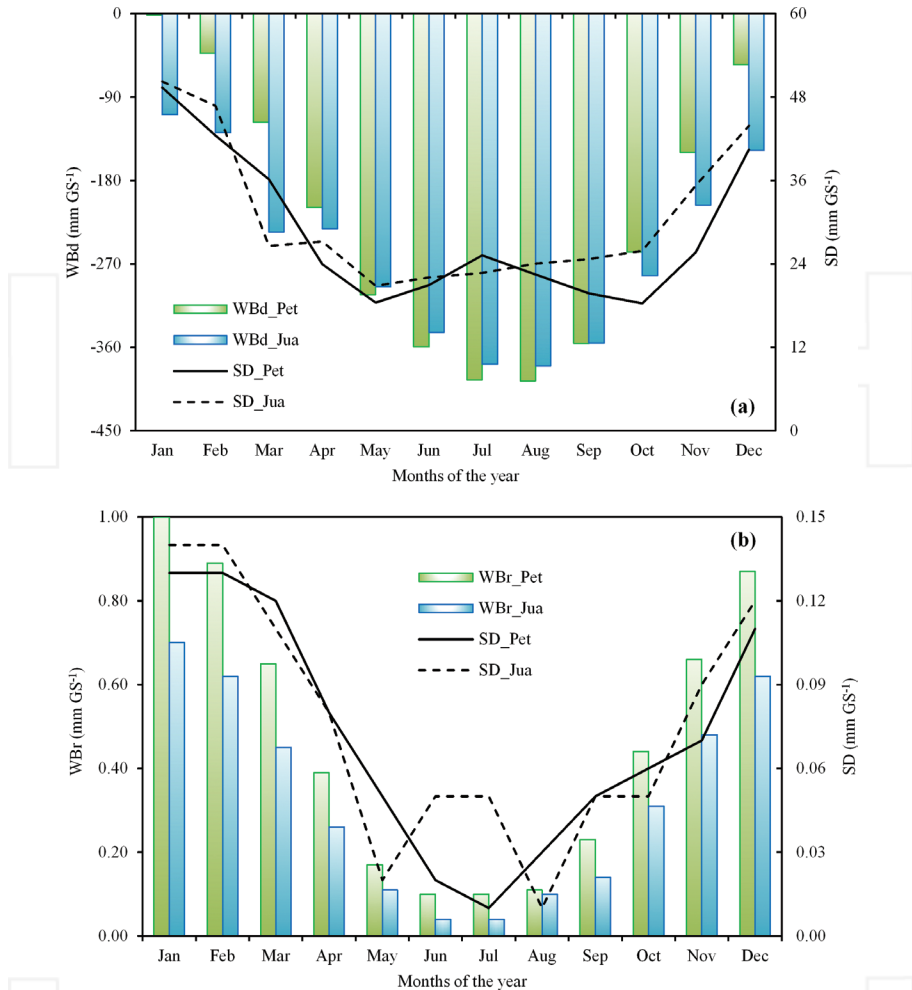 0 60
-90 48
-180 36
-270 24
-360 12
-450 0
WBd (mm GS⁻¹)
SD (mm GS⁻¹)
WBd_Pet
WBd_Jua
SD_Pet
SD_Jua
(a)
Jan Feb Mar Apr May Jun Jul Aug Sep Oct Nov Dec
Months of the year
1.00 0.15
0.80 0.12
0.60 0.09
0.40 0.06
0.20 0.03
0.00 0.00
WBr (mm GS⁻¹)
SD (mm GS⁻¹)
(b)
WBr_Pet
WBr_Jua
SD_Pet
SD_Jua
Jan Feb Mar Apr May Jun Jul Aug Sep Oct Nov Dec
Months of the year